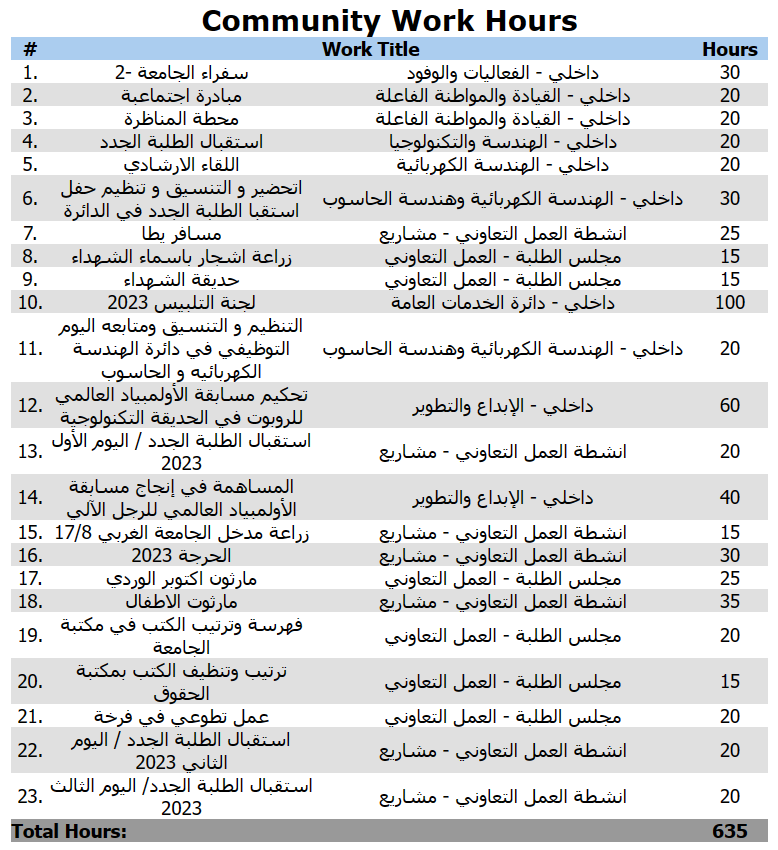 Community Work Hours
# Work Title Hours
1. سفراء الجامعة -2 داخلي - الفعاليات والوفود 30
2. مبادرة اجتماعية داخلي - القيادة والمواطنة الفاعلة 20
3. محطة المناظرة داخلي - القيادة والمواطنة الفاعلة 20
4. استقبال الطلبة الجدد داخلي - الهندسة والتكنولوجيا 20
5. اللقاء الارشادي داخلي - الهندسة الكهربائية 20
6. اتحضير و التنسيق و تنظيم حفل
استقبا الطلبة الجدد في الدائرة داخلي - الهندسة الكهربائية وهندسة الحاسوب 30
7. مسافر يطا انشطة العمل التعاوني - مشاريع 25
8. زراعة اشجار باسماء الشهداء مجلس الطلبة - العمل التعاوني 15
9. حديقة الشهداء مجلس الطلبة - العمل التعاوني 15
10. لجنة التلبيس 2023 داخلي - دائرة الخدمات العامة 100
11. التنظيم و التنسيق ومتابعه اليوم
التوظيفي في دائرة الهندسة
الكهربائيه و الحاسوب داخلي - الهندسة الكهربائية وهندسة الحاسوب 20
12. تحكيم مسابقة الأولمبياد العالمي
للروبوت في الحديقة التكنولوجية داخلي - الإبداع والتطوير 60
13. استقبال الطلبة الجدد / اليوم الأول
2023 انشطة العمل التعاوني - مشاريع 20
14. المساهمة في إنجاح مسابقة
الأولمبياد العالمي للرجل الآلي داخلي - الإبداع والتطوير 40
15. زراعة مدخل الجامعة الغربي 17/8 انشطة العمل التعاوني - مشاريع 15
16. الحرجة 2023 انشطة العمل التعاوني - مشاريع 30
17. مارثون اكتوبر الوردي مجلس الطلبة - العمل التعاوني 25
18. مارثوت الاطفال انشطة العمل التعاوني - مشاريع 35
19. فهرسة وترتيب الكتب في مكتبة
الجامعة مجلس الطلبة - العمل التعاوني 20
20. ترتيب وتنظيف الكتب بمكتبة
الحقوق مجلس الطلبة - العمل التعاوني 15
21. عمل تطوعي في فرخة مجلس الطلبة - العمل التعاوني 20
22. استقبال الطلبة الجدد / اليوم
الثاني 2023 انشطة العمل التعاوني - مشاريع 20
23. استقبال الطلبة الجدد/ اليوم الثالث
2023 انشطة العمل التعاوني - مشاريع 20
Total Hours: 635